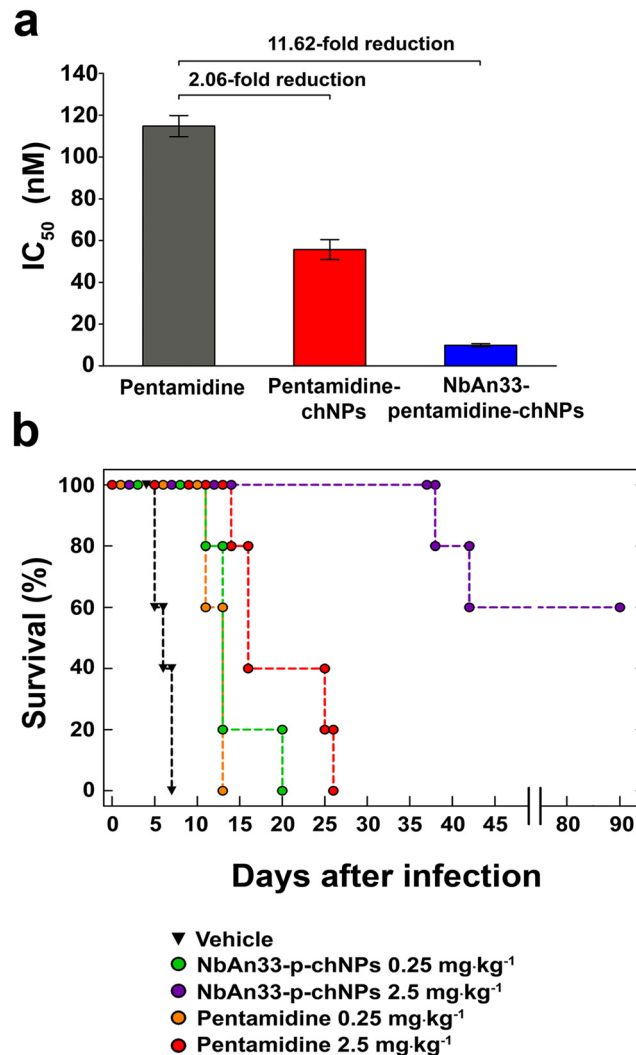 a
11.62-fold reduction
2.06-fold reduction
140
120
100
80
60
40
20
0
IC50 (nM)
Pentamidine
Pentamidine-
chNPs
NbAn33-
pentamidine-chNPs
b
100
80
60
40
20
0
Survival (%)
0 5 10 15 20 25 30 35 40 45 80 90
Days after infection
Vehicle
NbAn33-p-chNPs 0.25 mg·kg⁻¹
NbAn33-p-chNPs 2.5 mg·kg⁻¹
Pentamidine 0.25 mg·kg⁻¹
Pentamidine 2.5 mg·kg⁻¹